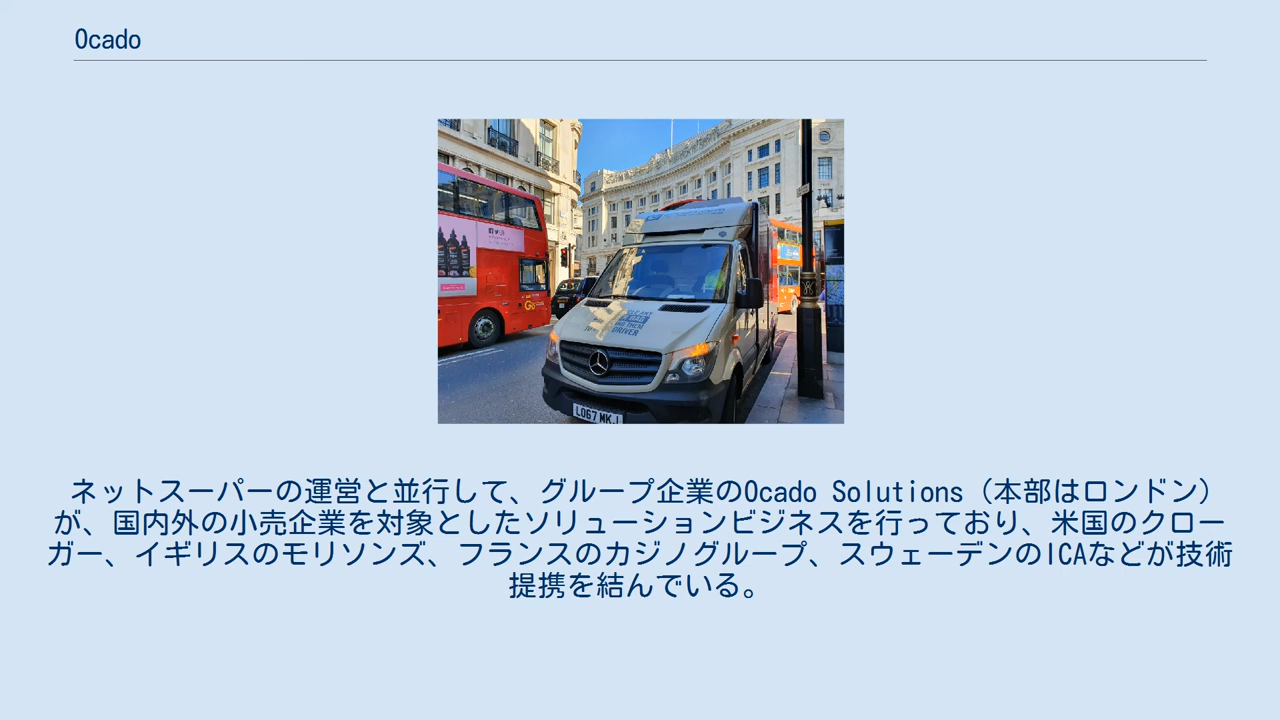 Ocado
Go
DRIVER
LO67 MKJ
ネットスーパーの運営と並行して、グループ企業のOcado Solutions（本部はロンドン）
が、国内外の小売企業を対象としたソリューションビジネスを行っており、米国のクロー
ガー、イギリスのモリソンズ、フランスのカジノグループ、スウェーデンのICAなどが技術
提携を結んでいる。